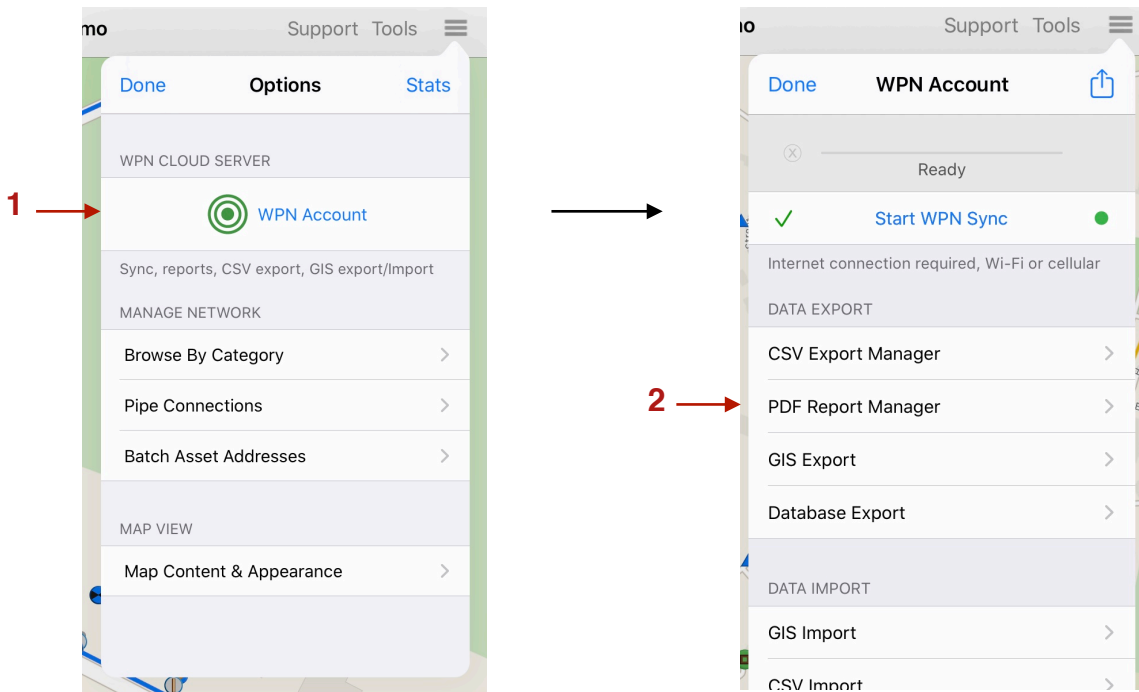 mo
Support Tools
Done
Options
Stats
WPN CLOUD SERVER
1
WPN Account
Sync, reports, CSV export, GIS export/Import
MANAGE NETWORK
Browse By Category
Pipe Connections
Batch Asset Addresses
MAP VIEW
Map Content & Appearance
Support Tools
Done
WPN Account
Ready
Start WPN Sync
Internet connection required, Wi-Fi or cellular
DATA EXPORT
CSV Export Manager
2
PDF Report Manager
GIS Export
Database Export
DATA IMPORT
GIS Import
CSV Import